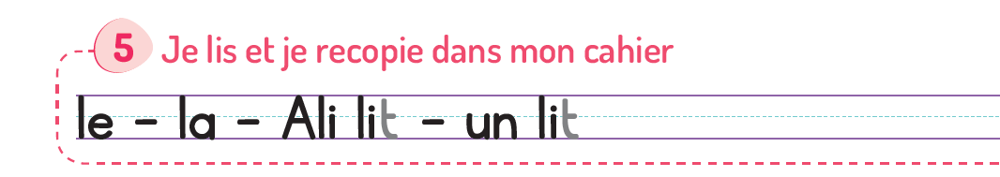 5 Je lis et je recopie dans mon cahier
le – la – Ali lit – un lit